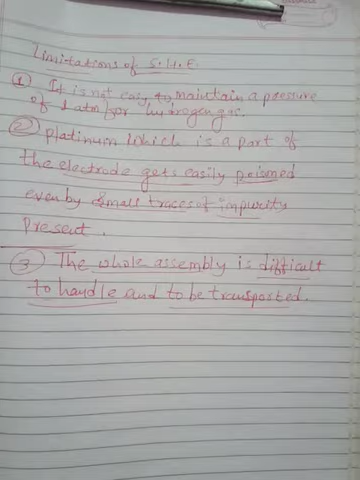 Limitations of S.H.E.
① It is not easy to maintain a pressure
of 1 atm for hydrogen gas.
② Platinum which is a part of
the electrode gets easily poisned
even by small traces of impurity
present.
③ The whole assembly is difficult
to handle and to be transported.